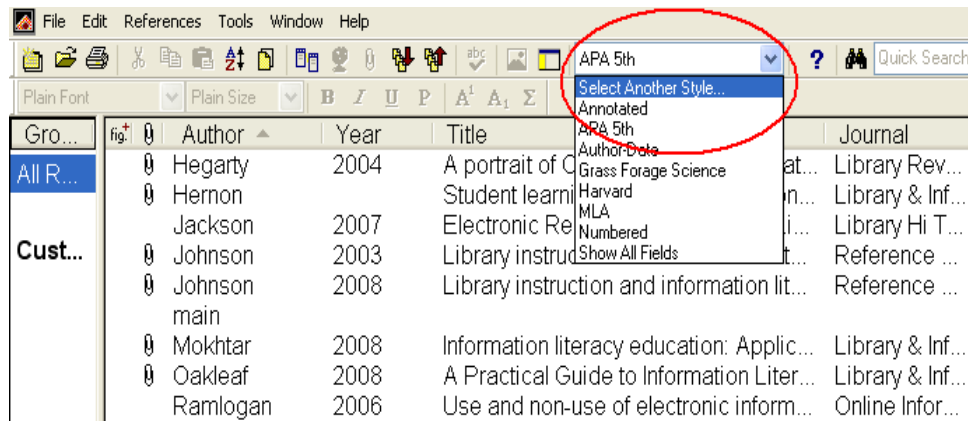 File Edit References Tools Window Help
abc APA 5th ? Quick Search
Plain Font Plain Size B I U P A¹ A₁ Σ
Select Another Style...
Annotated
APA 5th
Author-Date
Grass Forage Science
Harvard
MLA
Numbered
Show All Fields
Gro... fig. Author Year Title Journal
All R... Hegarty 2004 A portrait of at... Library Rev...
Hernon Student learni n... Library & Inf...
Jackson 2007 Electronic Re i... Library Hi T...
Cust... Johnson 2003 Library instruc t... Reference ...
Johnson 2008 Library instruction and information lit... Reference ...
main
Mokhtar 2008 Information literacy education: Applic... Library & Inf...
Oakleaf 2008 A Practical Guide to Information Liter... Library & Inf...
Ramlogan 2006 Use and non-use of electronic inform... Online Infor...